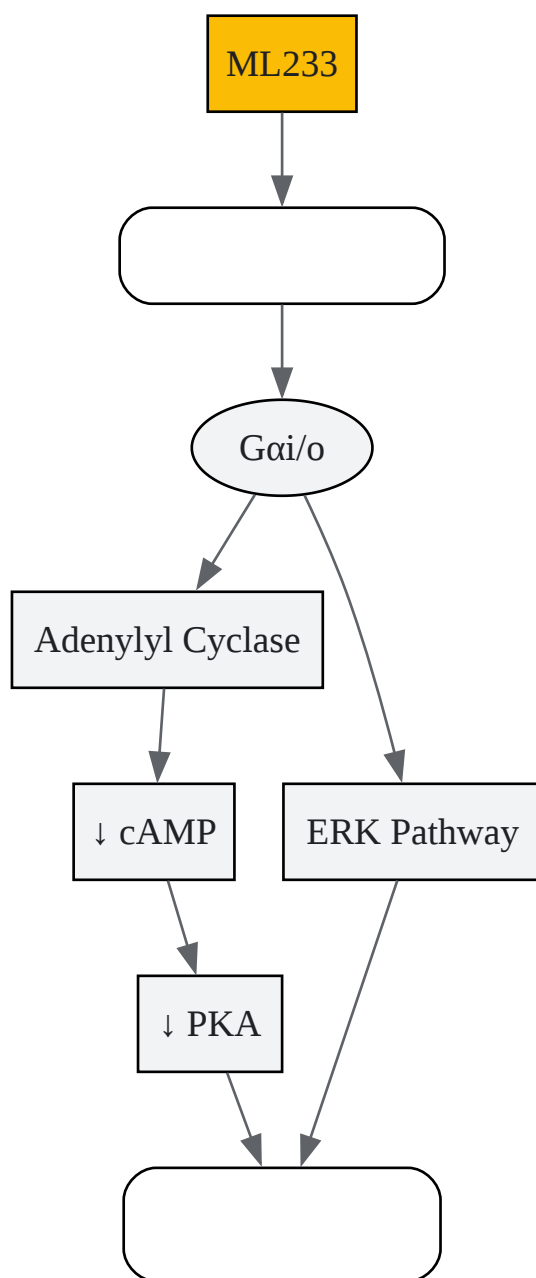 ML233
Gαi/o
Adenylyl Cyclase
↓ cAMP
ERK Pathway
↓ PKA